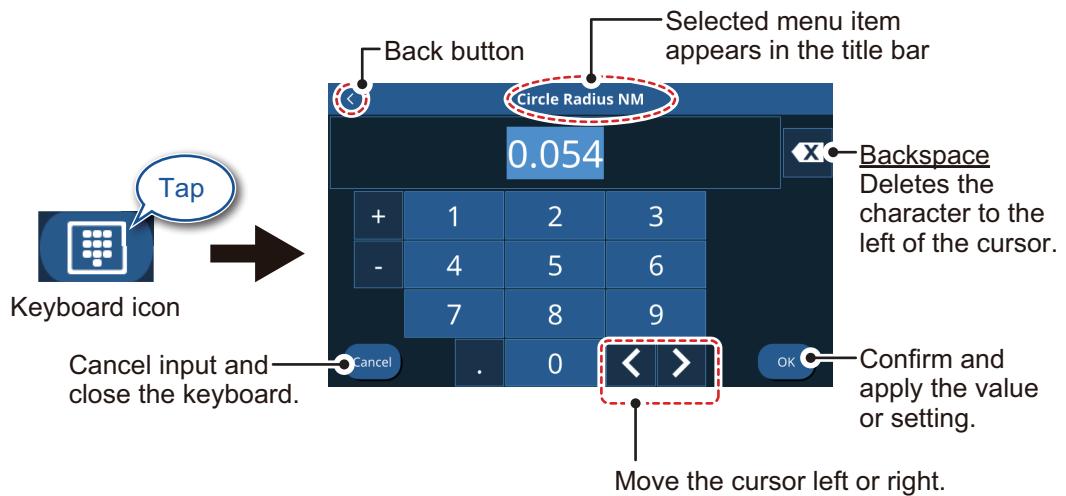 Selected menu item
appears in the title bar
Back button
Circle Radius NM
0.054
X
Backspace
Deletes the
character to the
left of the cursor.
Tap
+ 1 2 3
- 4 5 6
7 8 9
Keyboard icon
Cancel . 0 < > OK
Cancel input and
close the keyboard.
Confirm and
apply the value
or setting.
Move the cursor left or right.